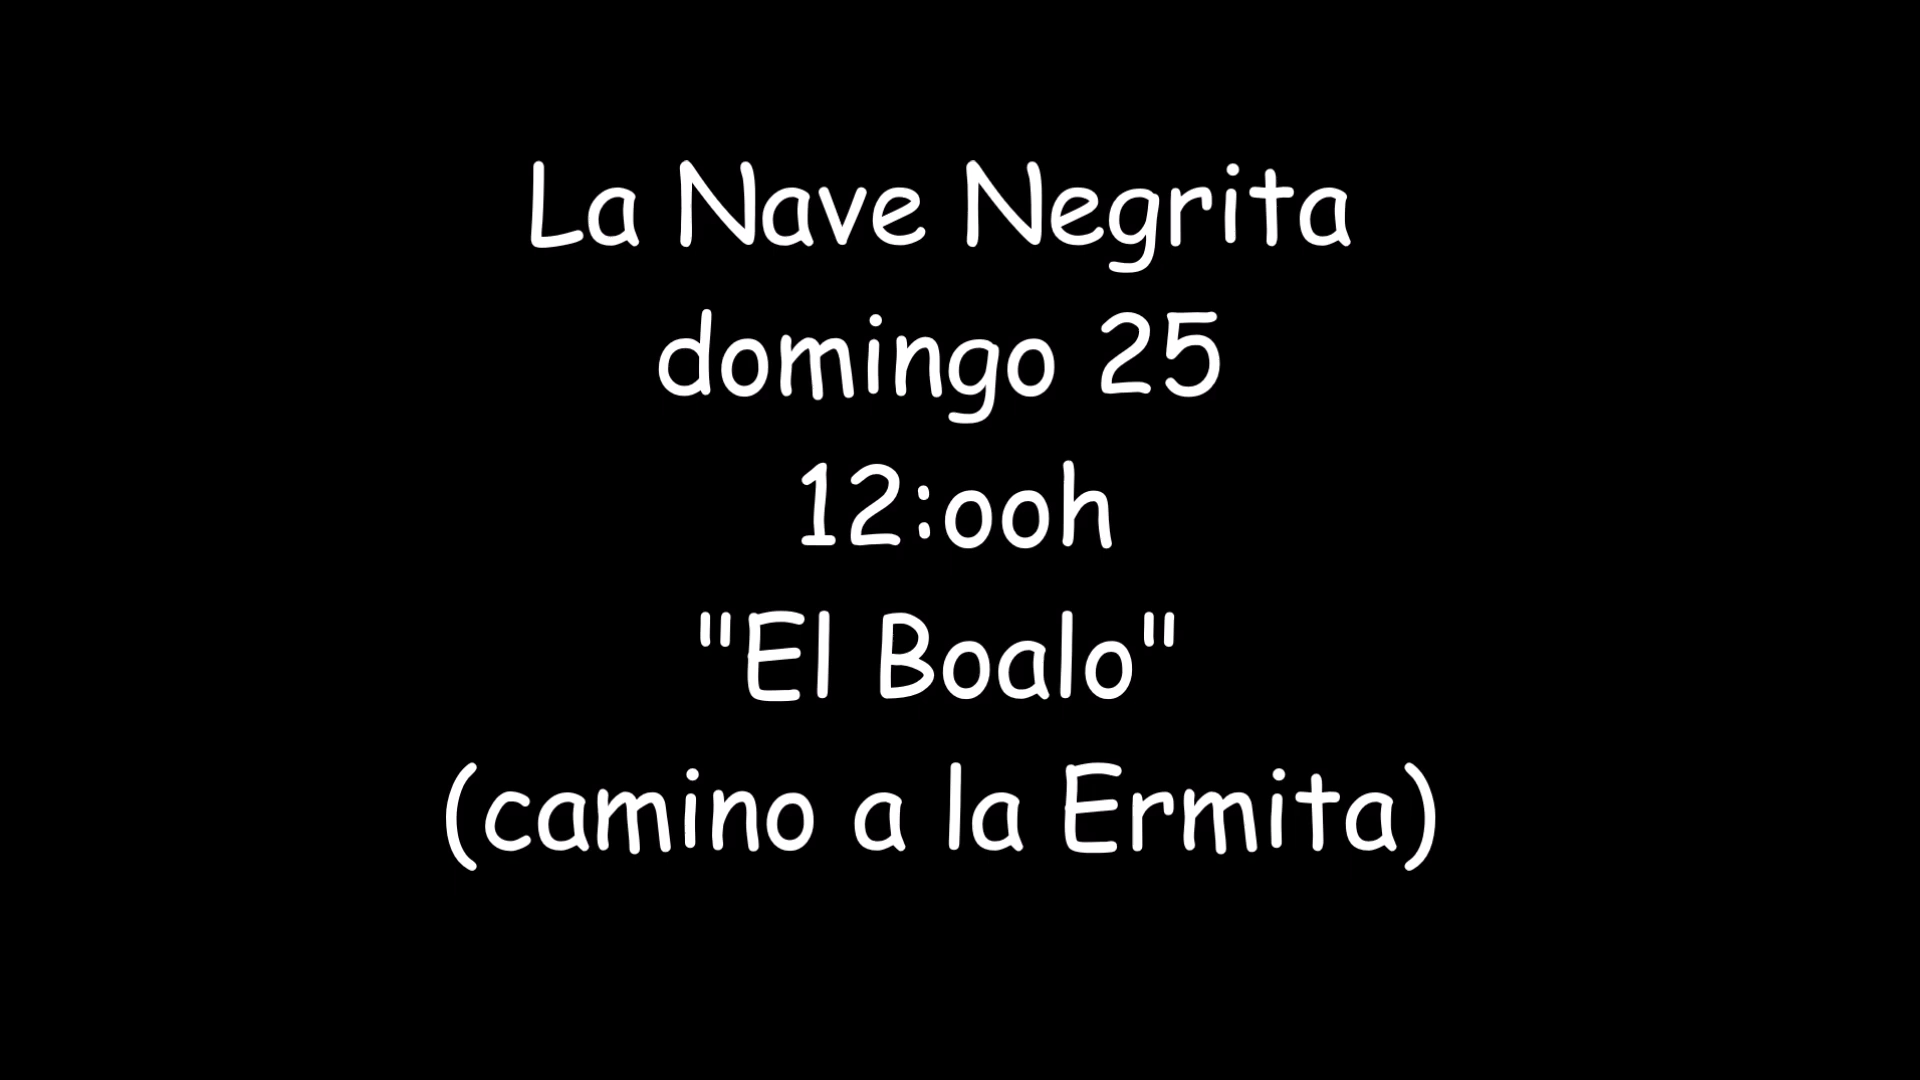 La Nave Negrita
domingo 25
12:ooh
"El Boalo"
(camino a la Ermita)